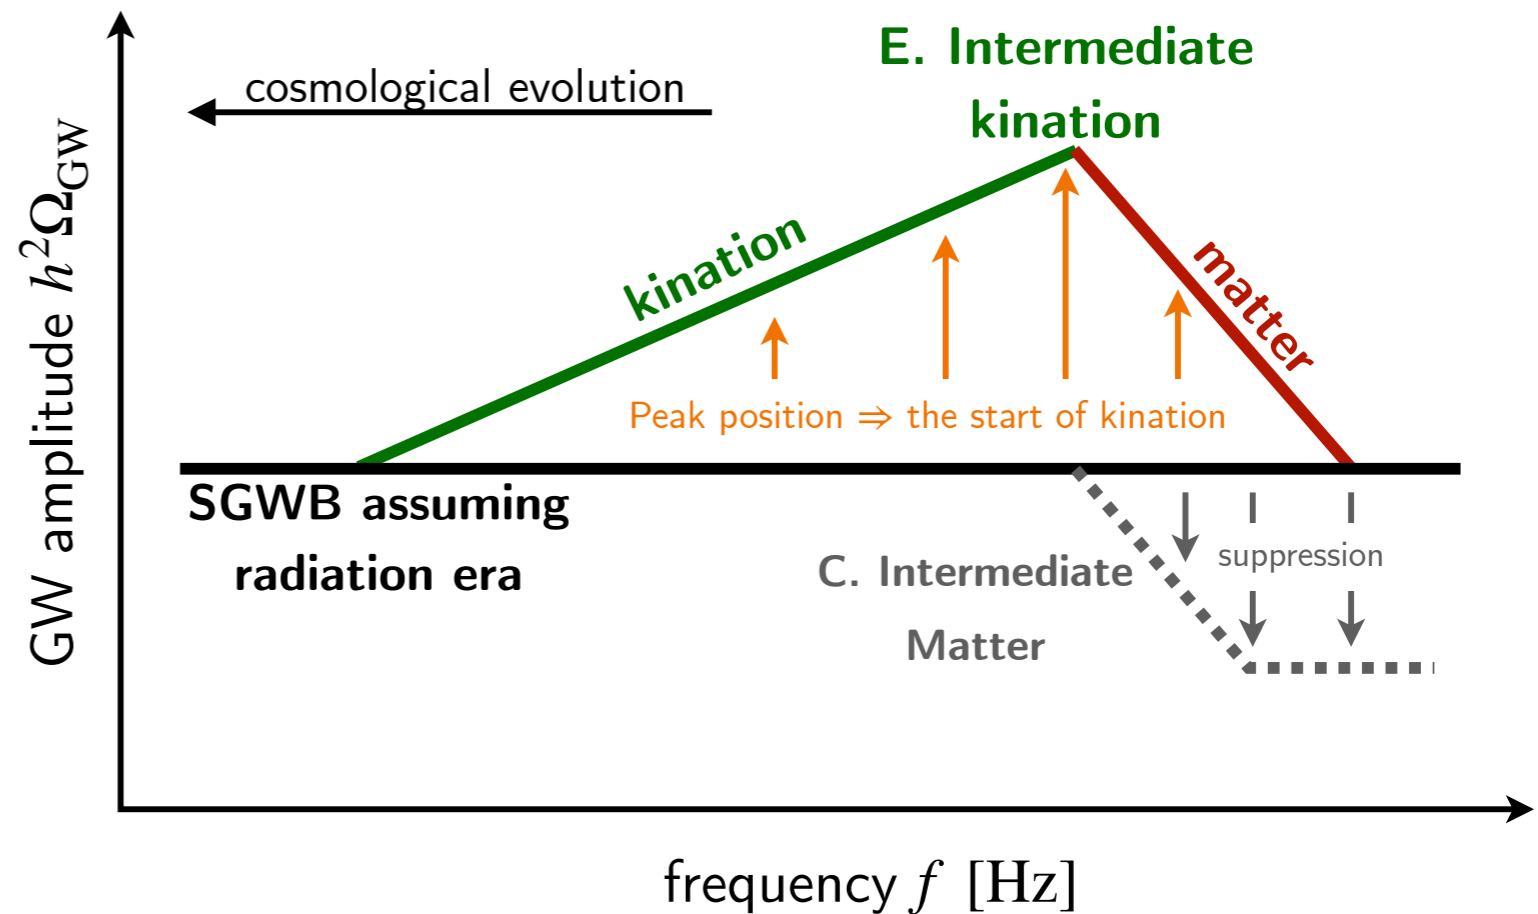 E. Intermediate
kination
cosmological evolution
GW amplitude h²Ω_GW
kination
matter
Peak position ⇒ the start of kination
SGWB assuming
radiation era
C. Intermediate
Matter
suppression
frequency f [Hz]